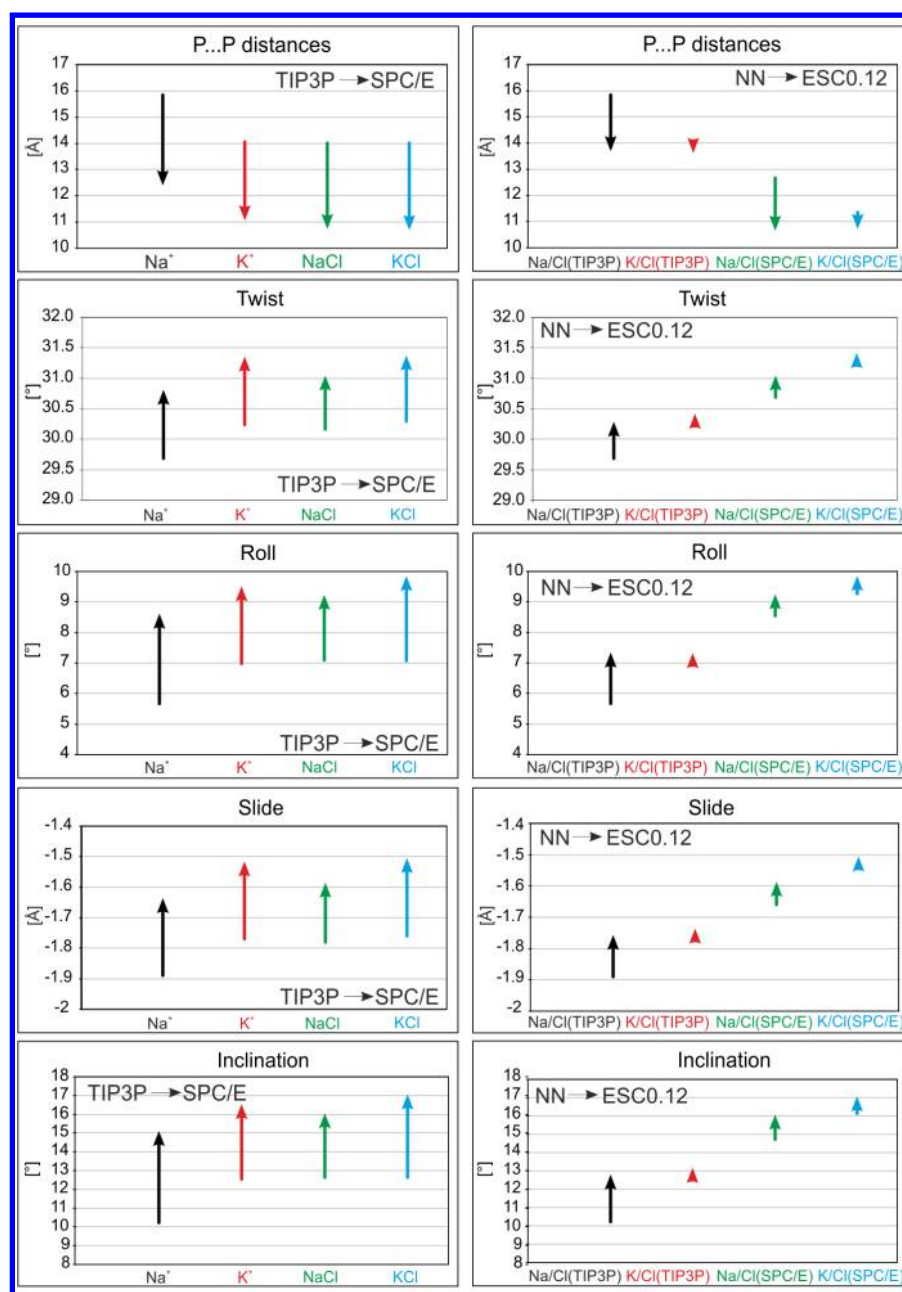 P...P distances
TIP3P → SPC/E
17
16
15
14
13
12
11
10
[Å]
Na⁺ K⁺ NaCl KCl
P...P distances
NN → ESC0.12
17
16
15
14
13
12
11
10
[Å]
Na/Cl(TIP3P) K/Cl(TIP3P) Na/Cl(SPC/E) K/Cl(SPC/E)
Twist
32.0
31.5
31.0
30.5
30.0
29.5
29.0
[°]
TIP3P → SPC/E
Na⁺ K⁺ NaCl KCl
Twist
NN → ESC0.12
32.0
31.5
31.0
30.5
30.0
29.5
29.0
[°]
Na/Cl(TIP3P) K/Cl(TIP3P) Na/Cl(SPC/E) K/Cl(SPC/E)
Roll
10
9
8
7
6
5
4
[°]
TIP3P → SPC/E
Na⁺ K⁺ NaCl KCl
Roll
NN → ESC0.12
10
9
8
7
6
5
4
[°]
Na/Cl(TIP3P) K/Cl(TIP3P) Na/Cl(SPC/E) K/Cl(SPC/E)
Slide
-1.4
-1.5
-1.6
-1.7
-1.8
-1.9
-2
[Å]
TIP3P → SPC/E
Na⁺ K⁺ NaCl KCl
Slide
NN → ESC0.12
-1.4
-1.5
-1.6
-1.7
-1.8
-1.9
-2
[Å]
Na/Cl(TIP3P) K/Cl(TIP3P) Na/Cl(SPC/E) K/Cl(SPC/E)
Inclination
TIP3P → SPC/E
18
17
16
15
14
13
12
11
10
9
8
[°]
Na⁺ K⁺ NaCl KCl
Inclination
NN → ESC0.12
18
17
16
15
14
13
12
11
10
9
8
[°]
Na/Cl(TIP3P) K/Cl(TIP3P) Na/Cl(SPC/E) K/Cl(SPC/E)